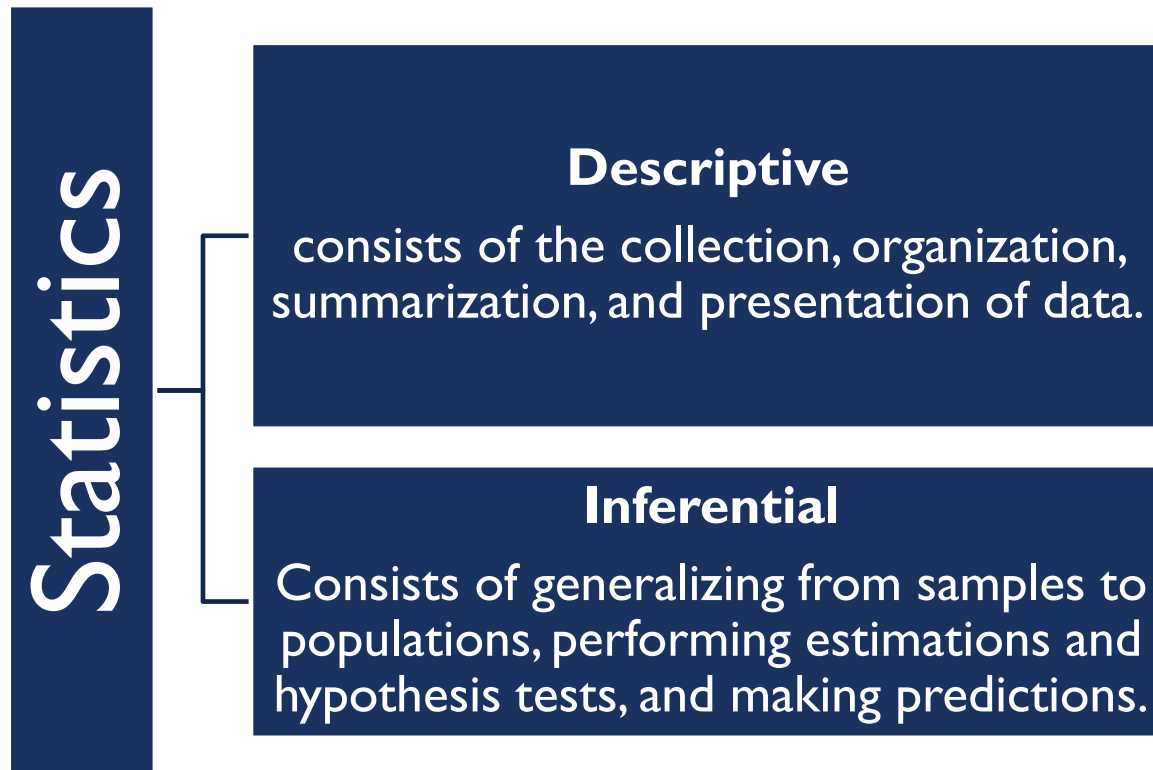 Statistics
Descriptive
consists of the collection, organization,
summarization, and presentation of data.
Inferential
Consists of generalizing from samples to
populations, performing estimations and
hypothesis tests, and making predictions.